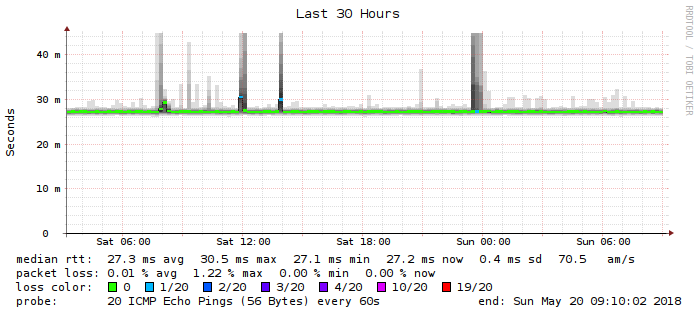 Last 30 Hours
RRDTOOL / TOBI OETIKER
Seconds
40 m
30 m
20 m
10 m
0
Sat 06:00 Sat 12:00 Sat 18:00 Sun 00:00 Sun 06:00
median rtt: 27.3 ms avg 30.5 ms max 27.1 ms min 27.2 ms now 0.4 ms sd 70.5 am/s
packet loss: 0.01 % avg 1.22 % max 0.00 % min 0.00 % now
loss color: 0 1/20 2/20 3/20 4/20 10/20 19/20
probe: 20 ICMP Echo Pings (56 Bytes) every 60s end: Sun May 20 09:10:02 2018